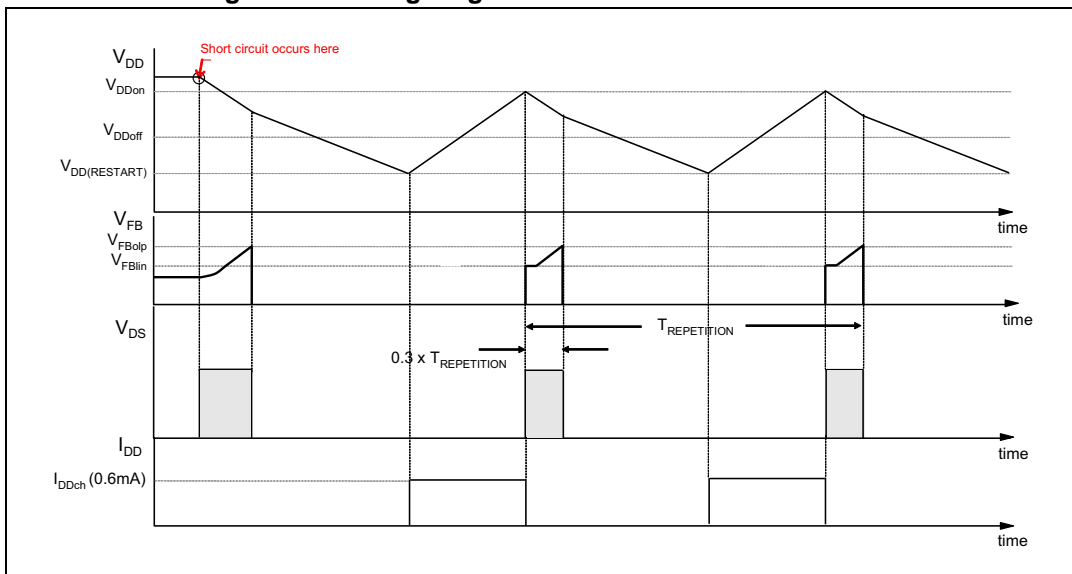 Short circuit occurs here
VDD
VDDon
VDDoff
VDD(RESTART)
time
VFB
VFBolp
VFBlin
time
VDS
TREPETITION
0.3 x TREPETITION
time
IDD
IDDch (0.6mA)
time